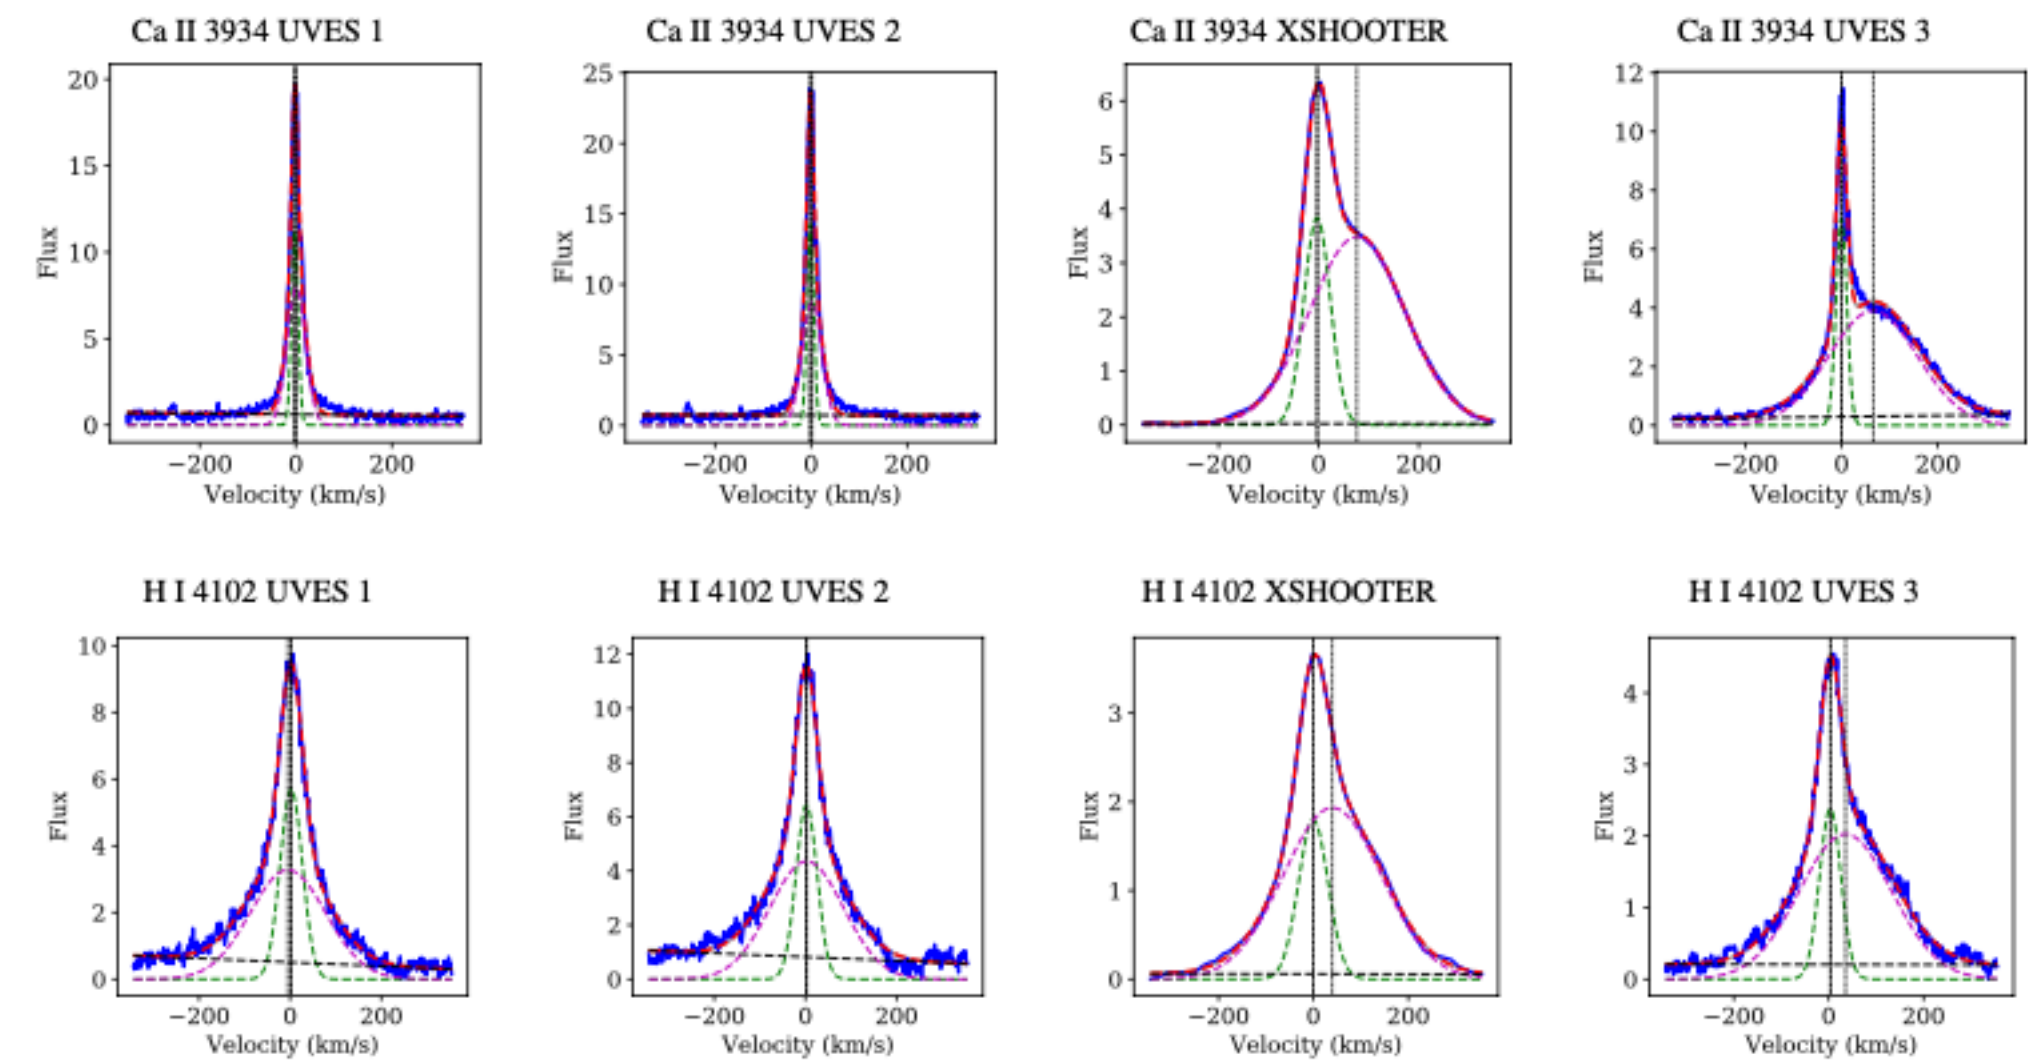 Ca II 3934 UVES 1
20
15
10
5
0
Flux
−200 0 200
Velocity (km/s)
Ca II 3934 UVES 2
25
20
15
10
5
0
Flux
−200 0 200
Velocity (km/s)
Ca II 3934 XSHOOTER
6
5
4
3
2
1
0
Flux
−200 0 200
Velocity (km/s)
Ca II 3934 UVES 3
12
10
8
6
4
2
0
Flux
−200 0 200
Velocity (km/s)
H I 4102 UVES 1
10
8
6
4
2
0
Flux
−200 0 200
Velocity (km/s)
H I 4102 UVES 2
12
10
8
6
4
2
0
Flux
−200 0 200
Velocity (km/s)
H I 4102 XSHOOTER
3
2
1
0
Flux
−200 0 200
Velocity (km/s)
H I 4102 UVES 3
4
3
2
1
0
Flux
−200 0 200
Velocity (km/s)